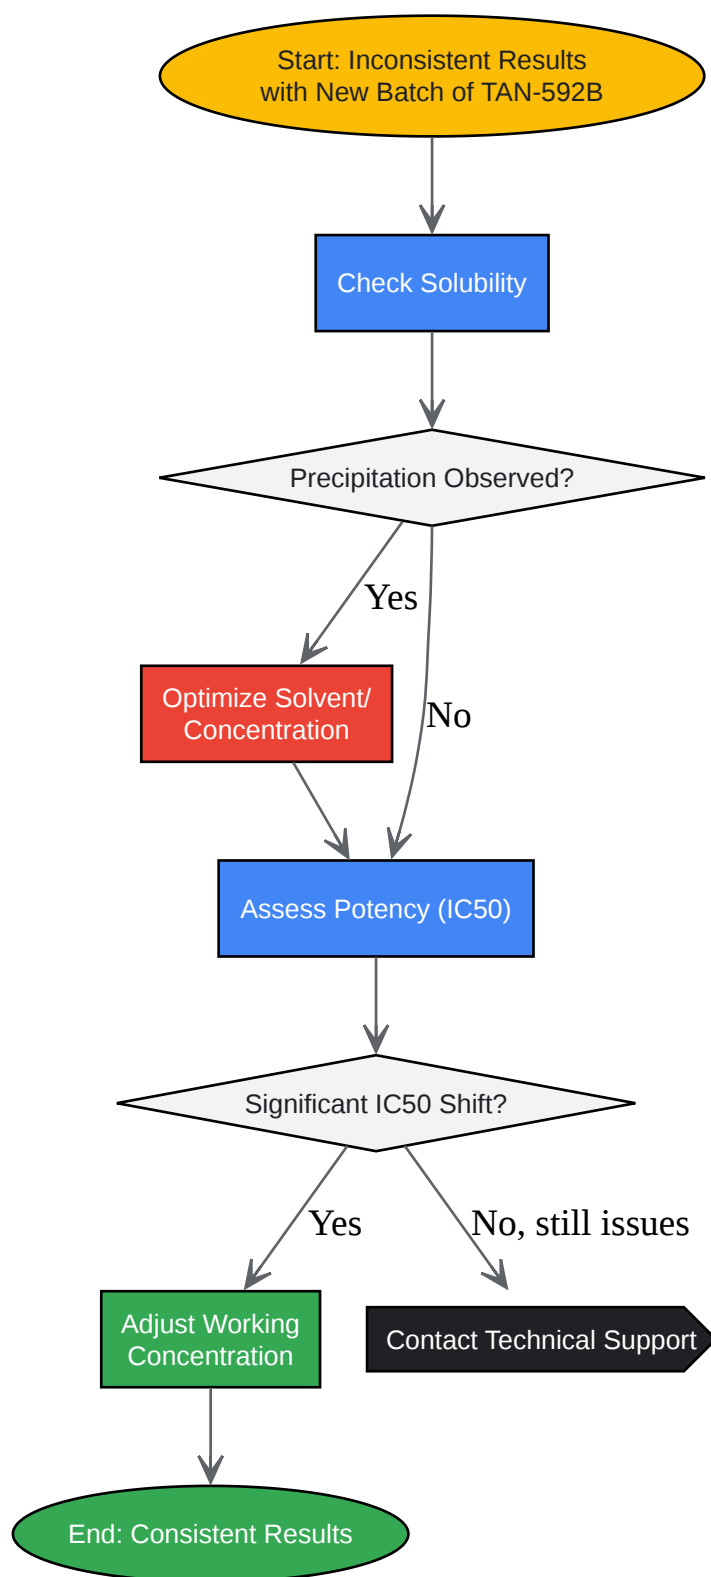 Start: Inconsistent Results
with New Batch of TAN-592B
Check Solubility
Precipitation Observed?
Yes
Optimize Solvent/
Concentration
No
Assess Potency (IC50)
Significant IC50 Shift?
Yes
No, still issues
Adjust Working
Concentration
Contact Technical Support
End: Consistent Results